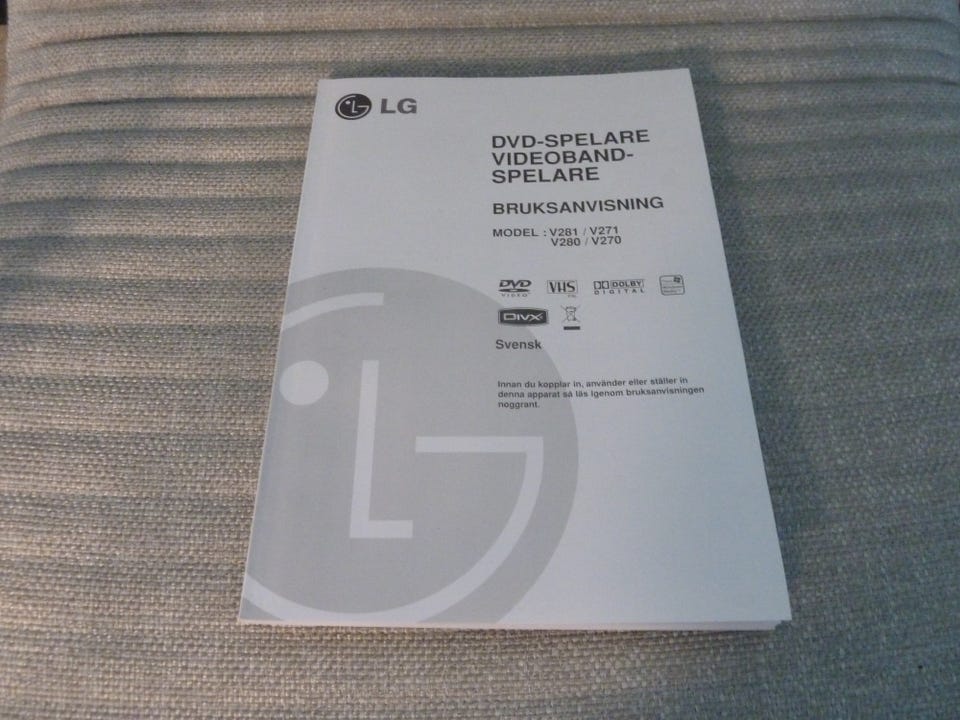 LG
DVD-SPELARE
VIDEOBAND-
SPELARE
BRUKSANVISNING
MODEL : V281 / V271
V280 / V270
DVD
VIDEO
VHS
PAL
DOLBY
DIGITAL
DIVX
Svensk
Innan du kopplar in, använder eller ställer in
denna apparat så läs igenom bruksanvisningen
noggrant.